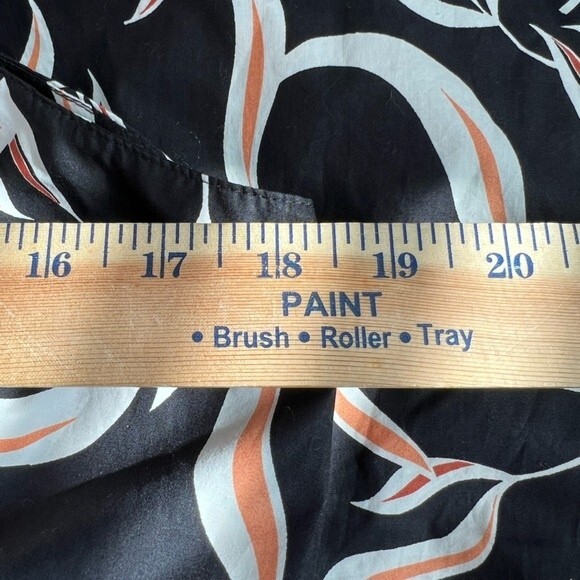 16 17 18 19 20
PAINT
• Brush • Roller • Tray